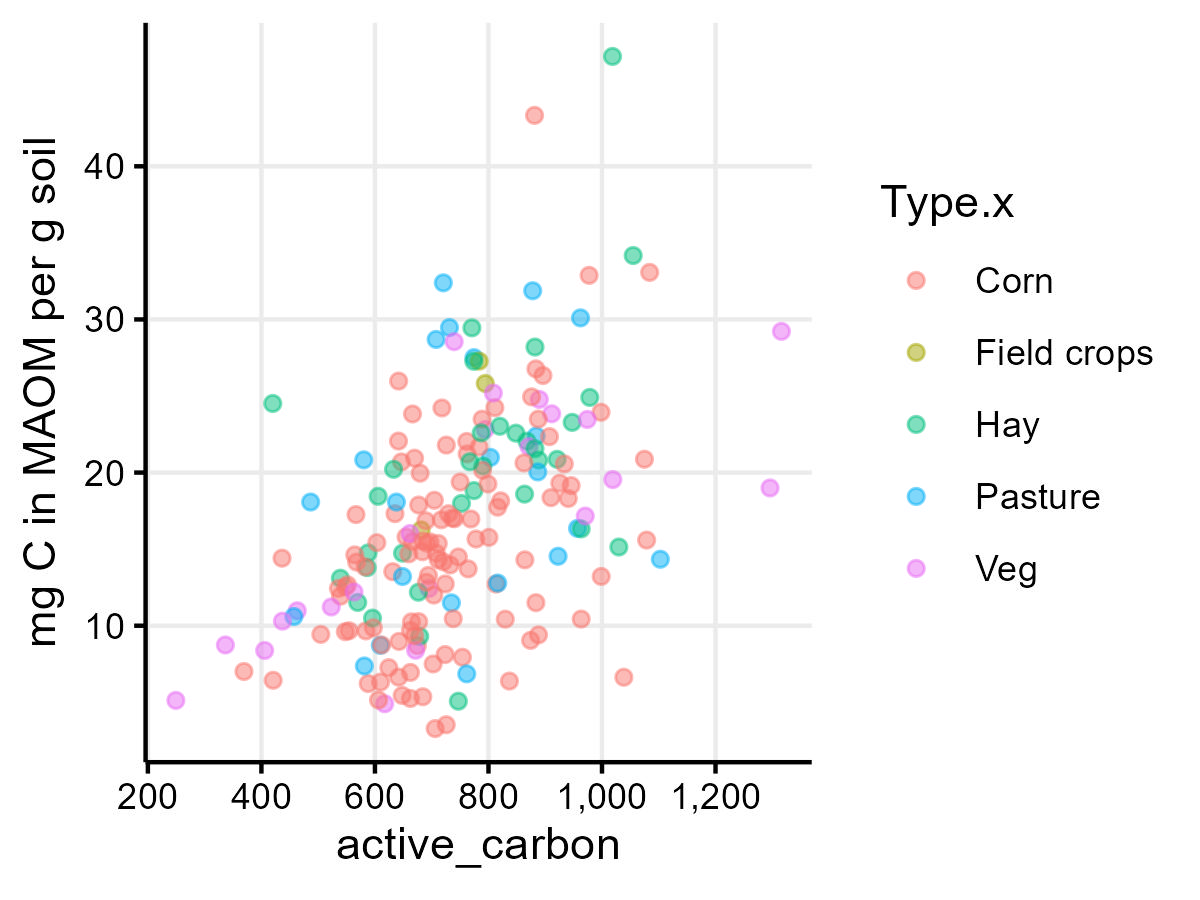 mg C in MAOM per g soil
40
30
20
10
200 400 600 800 1,000 1,200
active_carbon
Type.x
Corn
Field crops
Hay
Pasture
Veg